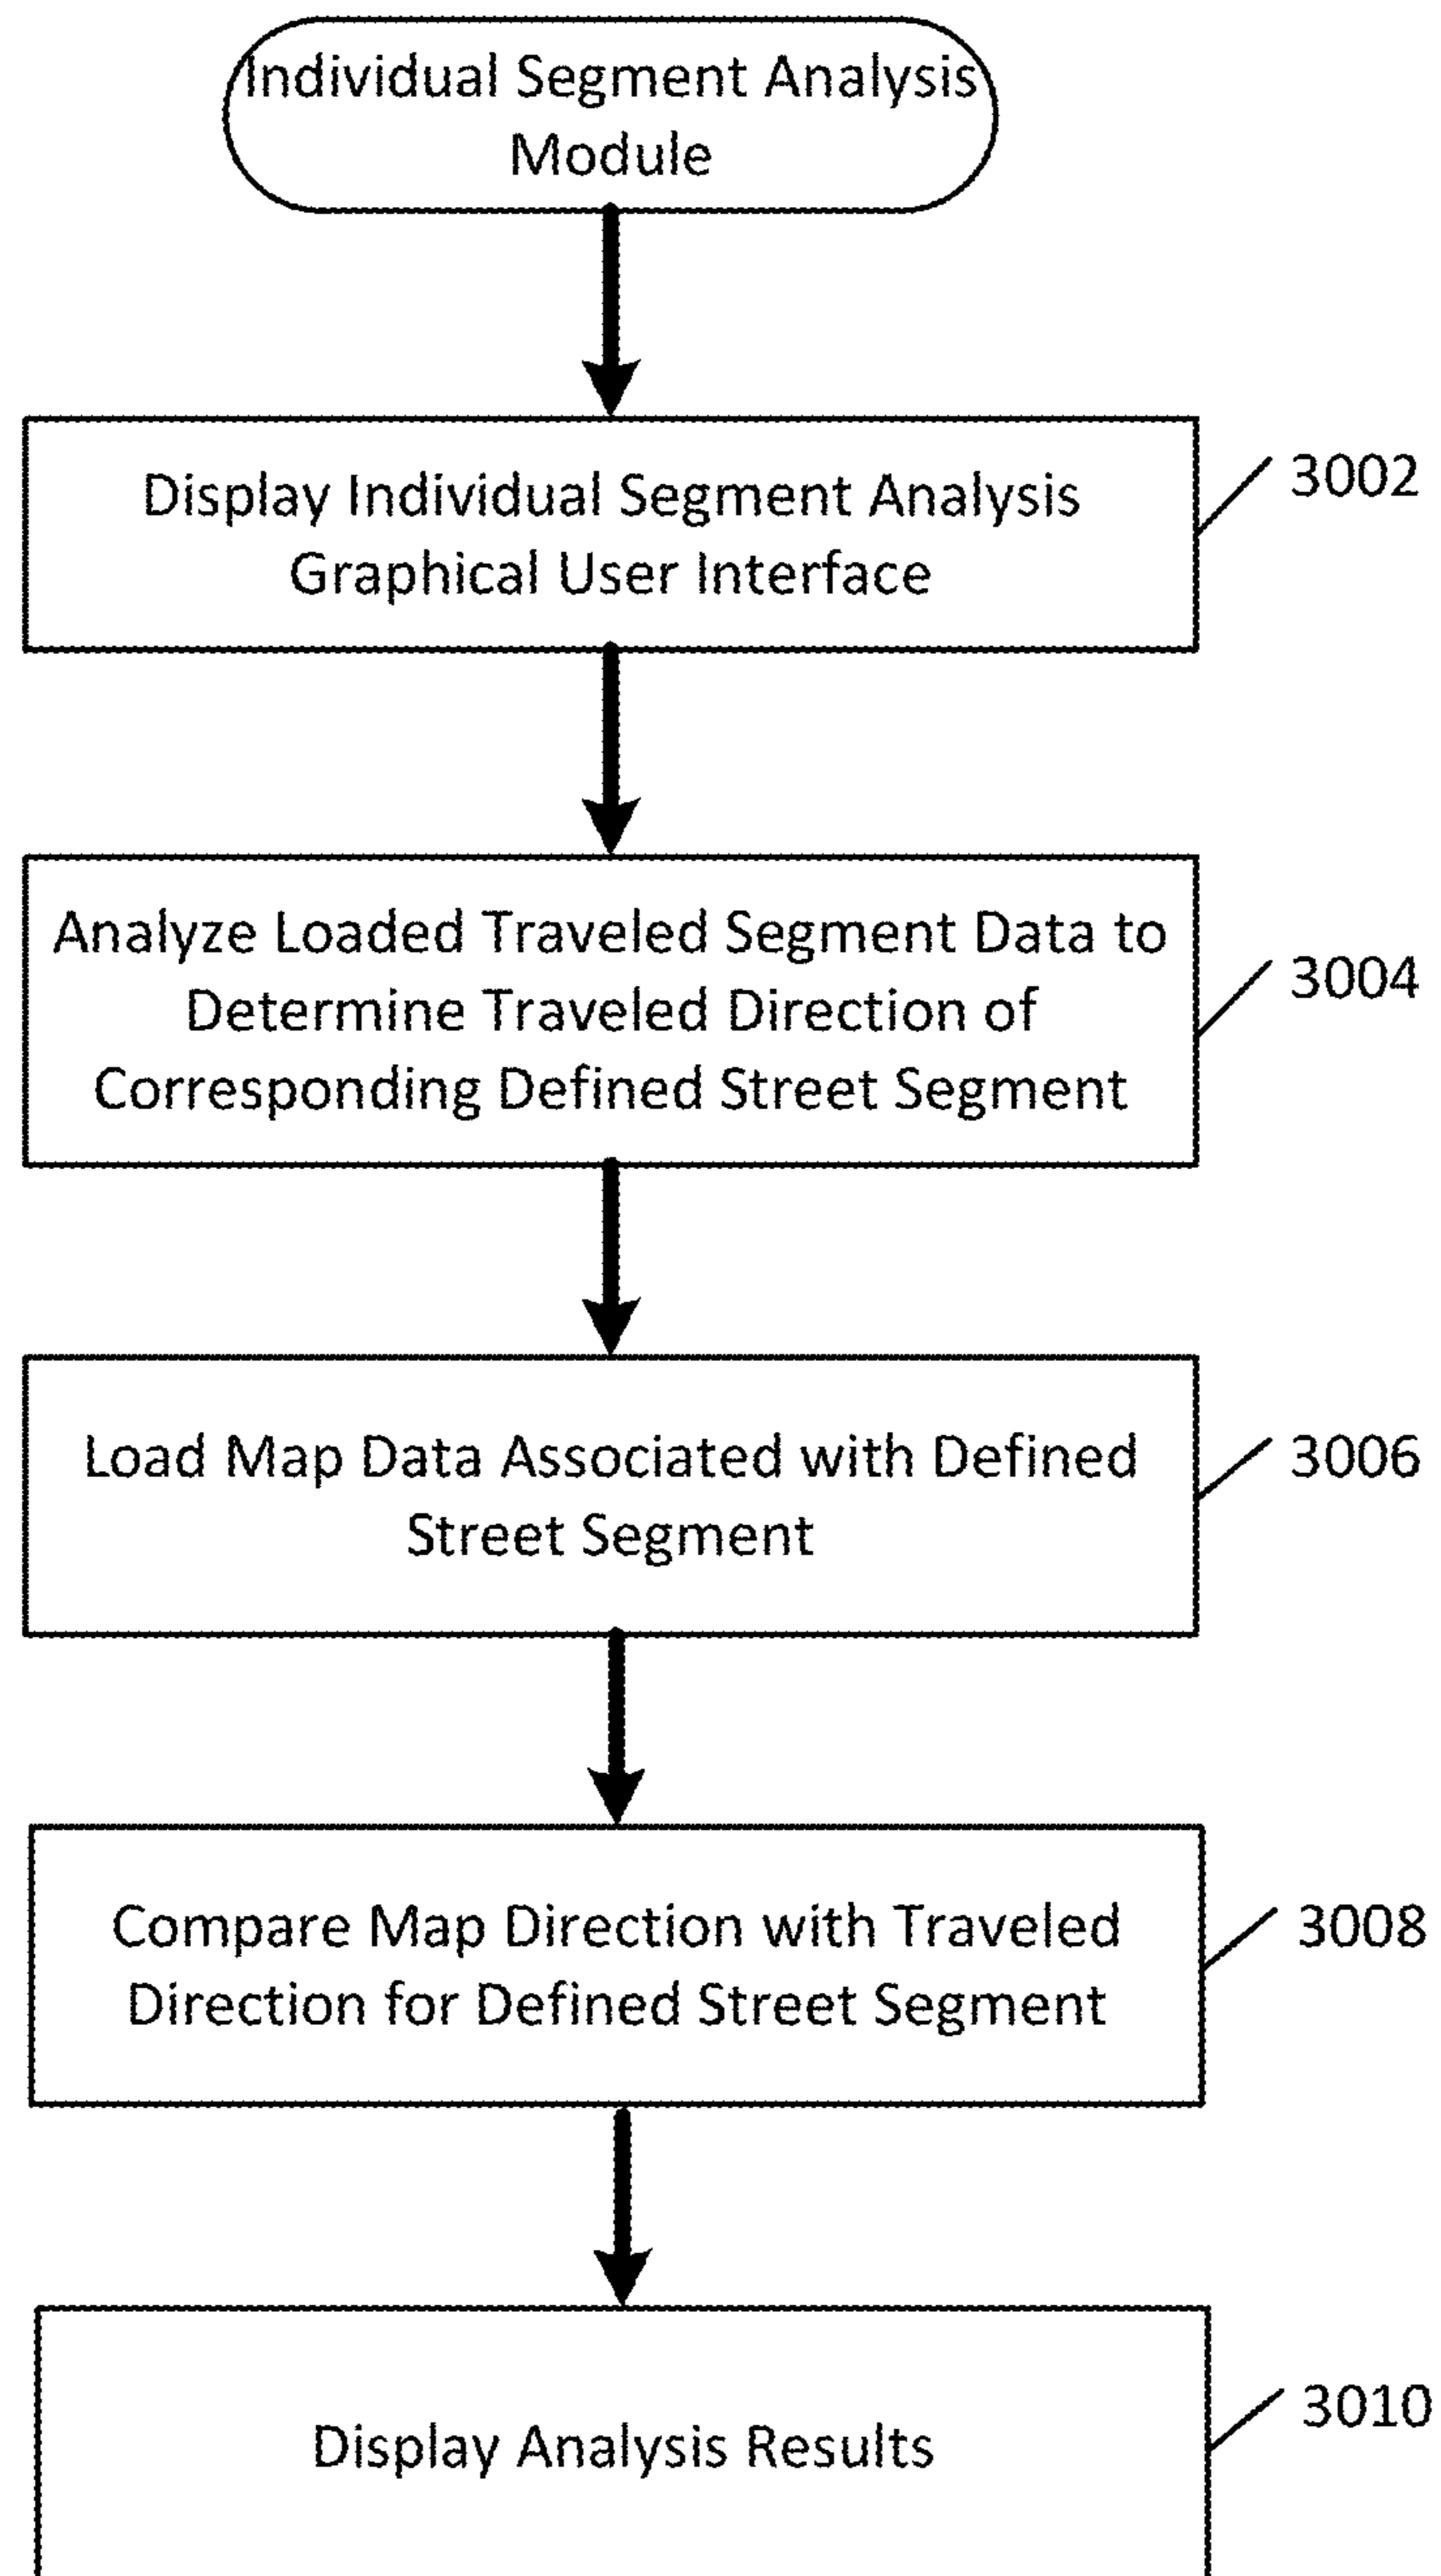 Individual Segment Analysis
Module
Display Individual Segment Analysis
Graphical User Interface
3002
Analyze Loaded Traveled Segment Data to
Determine Traveled Direction of
Corresponding Defined Street Segment
3004
Load Map Data Associated with Defined
Street Segment
3006
Compare Map Direction with Traveled
Direction for Defined Street Segment
3008
Display Analysis Results
3010